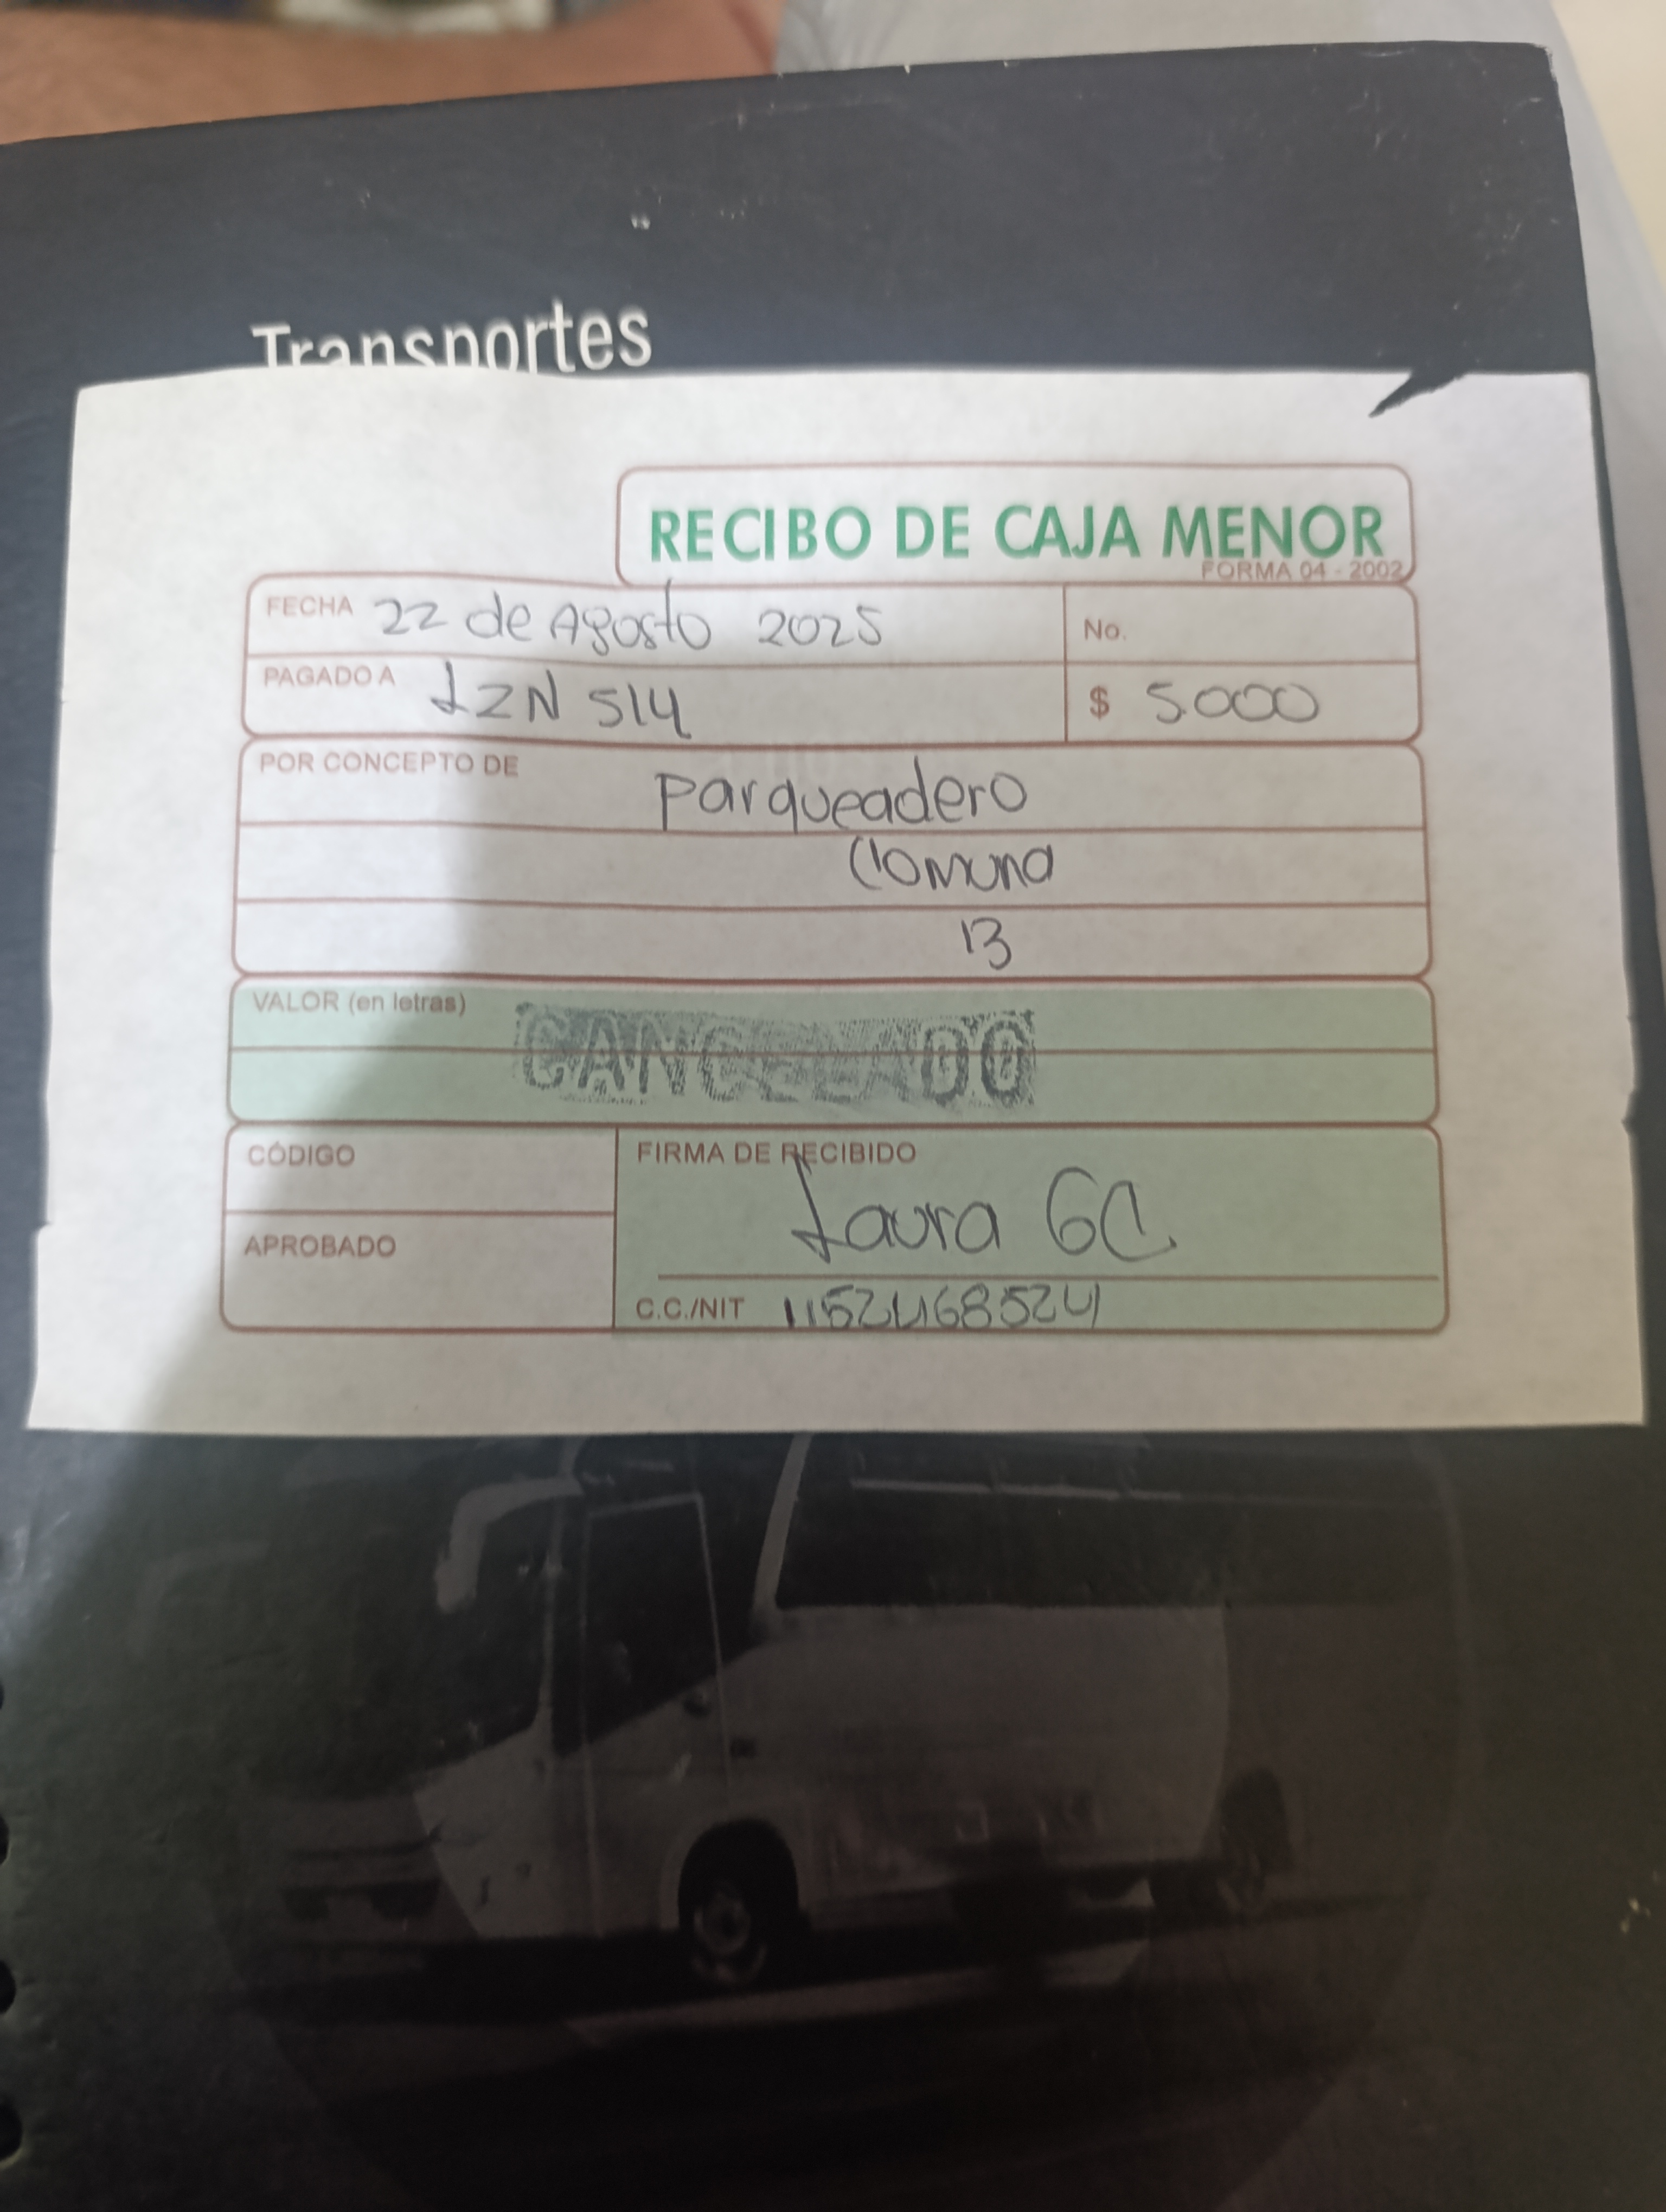 Transportes
RECIBO DE CAJA MENOR
FORMA 04 - 2002
FECHA 22 de Agosto 2025 No.
PAGADO A LZN 514 $ 5.000
POR CONCEPTO DE Parqueadero
Comuna
13
VALOR (en letras) CANCELADO
CÓDIGO FIRMA DE RECIBIDO
Laura GC
APROBADO
C.C./NIT 1152468524